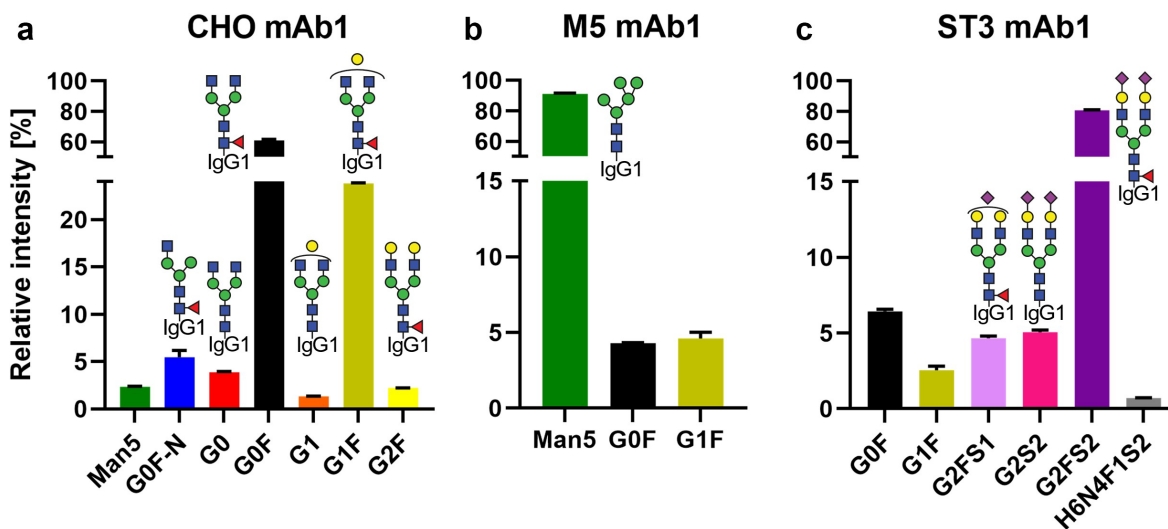 a CHO mAb1
b M5 mAb1
c ST3 mAb1
Relative intensity [%]
100
80
60
20
15
10
5
0
IgG1
IgG1
IgG1
IgG1
IgG1
IgG1
Man5
G0F-N
G0
G0F
G1
G1F
G2F
100
80
60
15
10
5
0
IgG1
Man5
G0F
G1F
100
80
60
15
10
5
0
IgG1
IgG1
IgG1
G0F
G1F
G2FS1
G2S2
G2FS2
H6N4F1S2